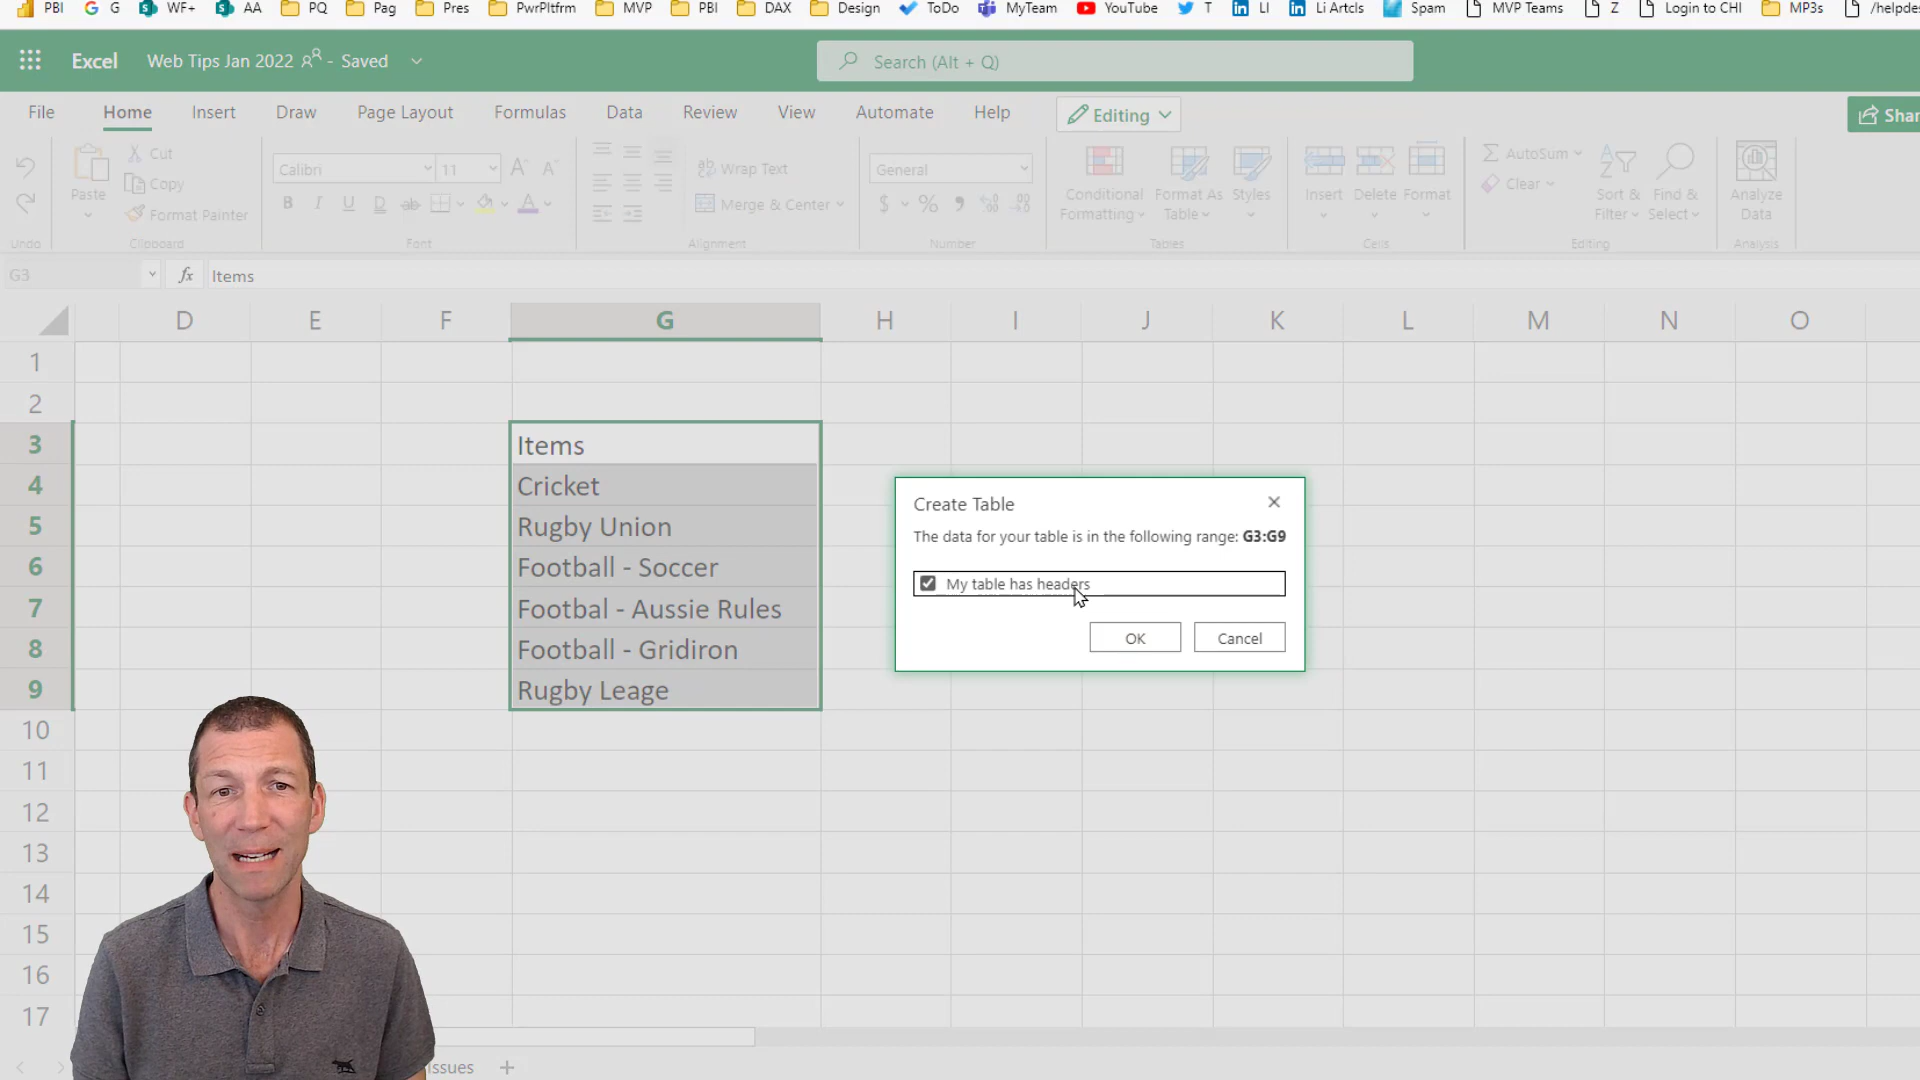 PBI G WF+ AA PQ Pag Pres PwrPltfrm MVP PBI DAX Design ToDo MyTeam YouTube T LI Li Artcls Spam MVP Teams Z Login to CHI MP3s /helpdes
Excel Web Tips Jan 2022 - Saved Search (Alt + Q)
File Home Insert Draw Page Layout Formulas Data Review View Automate Help Editing Shar
Paste Cut Calibri 11 A^ Aˇ ab Wrap Text General Conditional Formatting Format As Table Styles Insert Delete Format AutoSum Sort & Filter Find & Select Analyze Data
Copy Clear
Format Painter B I U D ab A Merge & Center $ % 9
Undo Clipboard Font Alignment Number Tables Cells Editing Analysis
G3 fx Items
D E F G H I J K L M N O
1
2
3 Items
4 Cricket
5 Rugby Union
6 Football - Soccer
7 Footbal - Aussie Rules
8 Football - Gridiron
9 Rugby Leage
10
11
12
13
14
15
16
17
Create Table
The data for your table is in the following range: G3:G9
My table has headers
OK Cancel
issues +